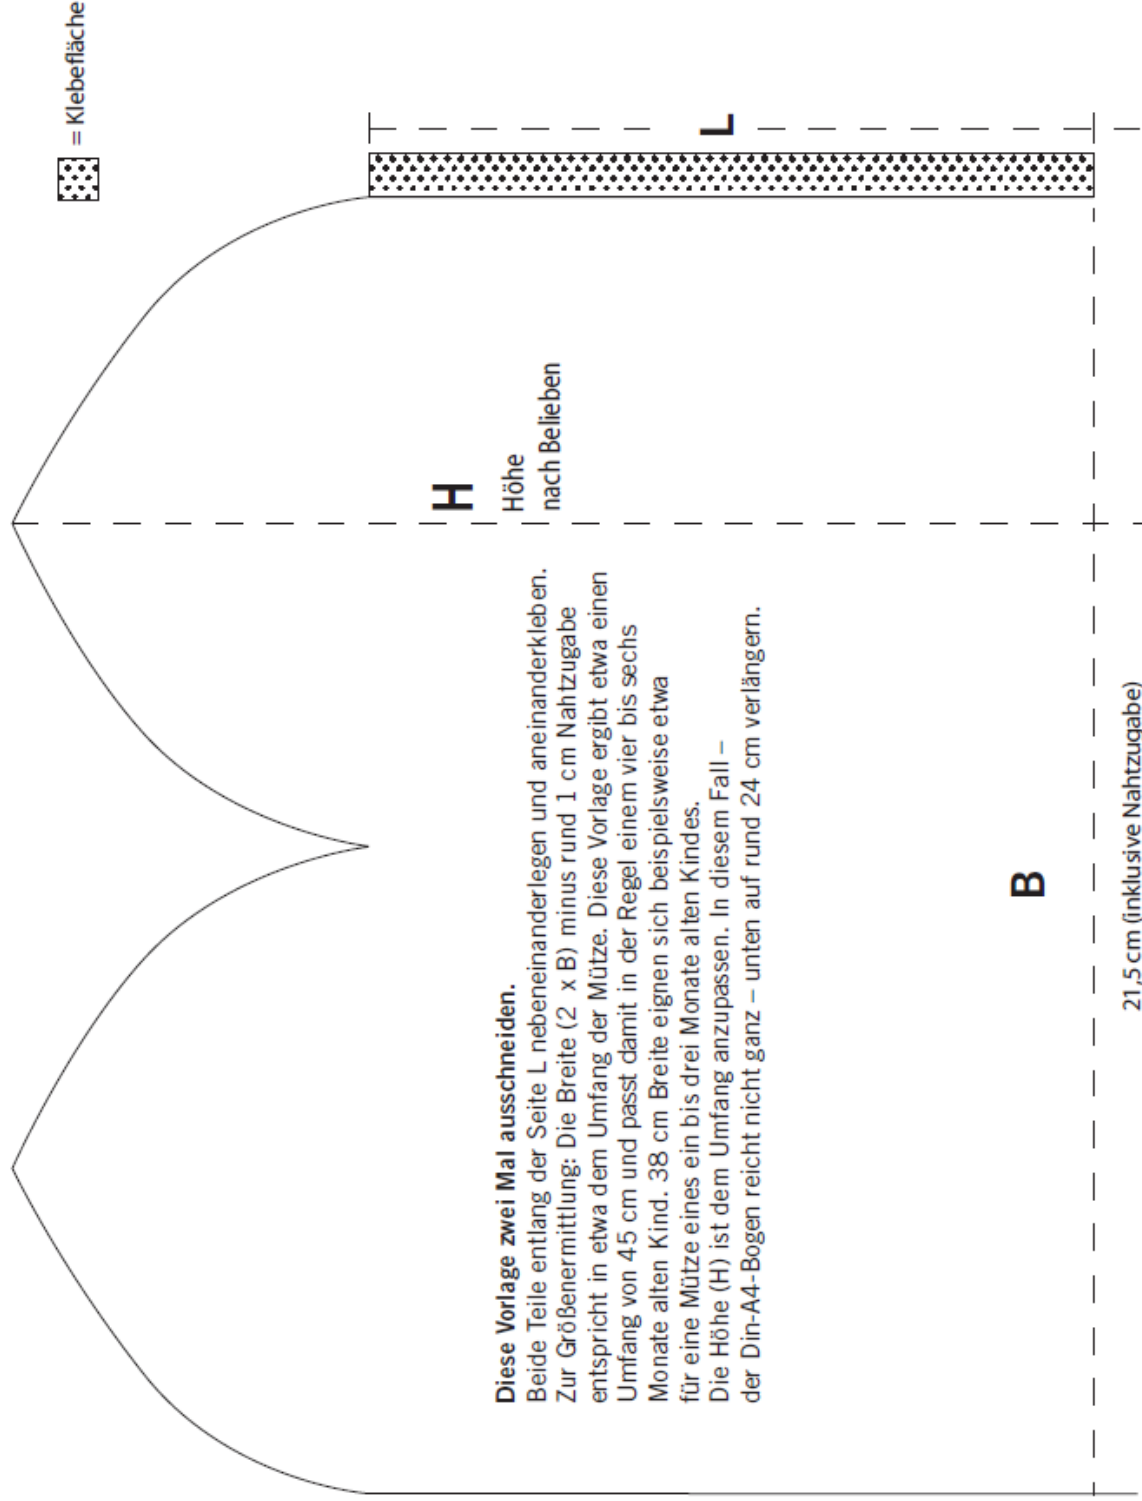 = Klebefläche
L
H
Höhe
nach Belieben
Diese Vorlage zwei Mal ausschneiden.
Beide Teile entlang der Seite L nebeneinanderlegen und aneinanderkleben.
Zur Größenermittlung: Die Breite (2 x B) minus rund 1 cm Nahtzugabe
entspricht in etwa dem Umfang der Mütze. Diese Vorlage ergibt etwa einen
Umfang von 45 cm und passt damit in der Regel einem vier bis sechs
Monate alten Kind. 38 cm Breite eignen sich beispielsweise etwa
für eine Mütze eines ein bis drei Monate alten Kindes.
Die Höhe (H) ist dem Umfang anzupassen. In diesem Fall –
der Din-A4-Bogen reicht nicht ganz – unten auf rund 24 cm verlängern.
B
21,5 cm (inklusive Nahtzugabe)